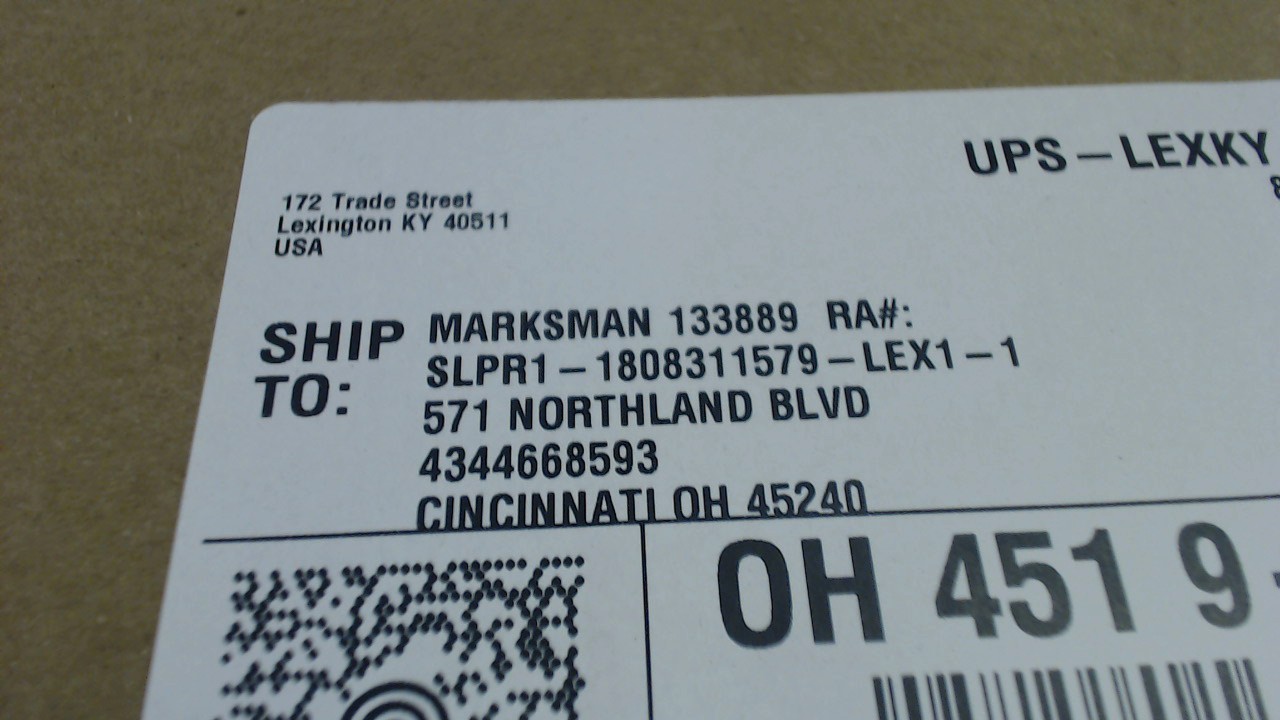 UPS – LEXKY
8
172 Trade Street
Lexington KY 40511
USA
SHIP TO:
MARKSMAN 133889 RA#:
SLPR1 – 1808311579 – LEX1 – 1
571 NORTHLAND BLVD
4344668593
CINCINNATI OH 45240
OH 451 9 -